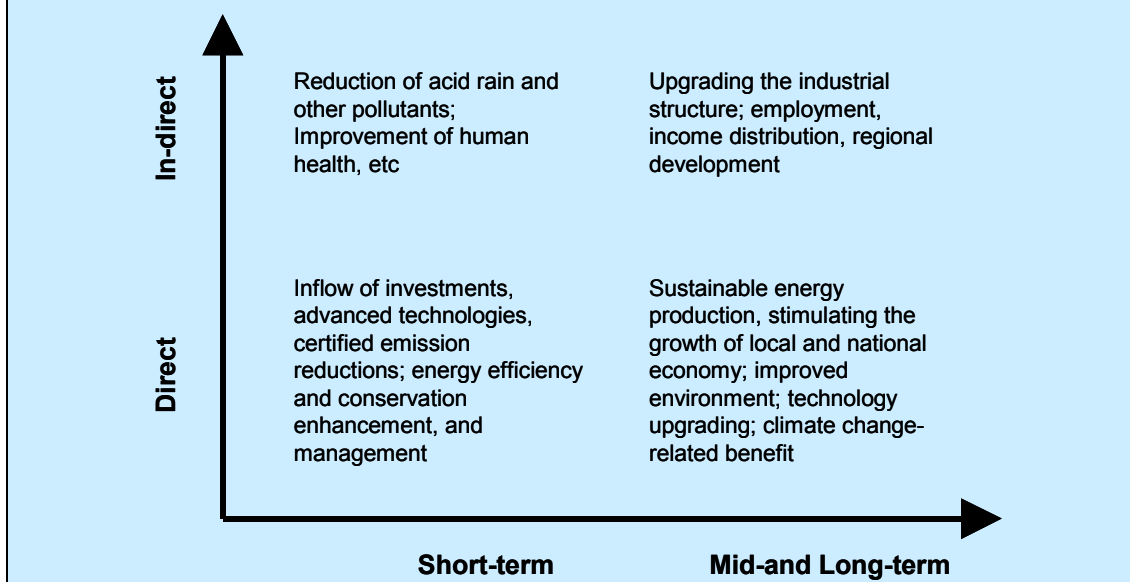 In-direct
Reduction of acid rain and
other pollutants;
Improvement of human
health, etc
Upgrading the industrial
structure; employment,
income distribution, regional
development
Direct
Inflow of investments,
advanced technologies,
certified emission
reductions; energy efficiency
and conservation
enhancement, and
management
Sustainable energy
production, stimulating the
growth of local and national
economy; improved
environment; technology
upgrading; climate change-
related benefit
Short-term
Mid-and Long-term